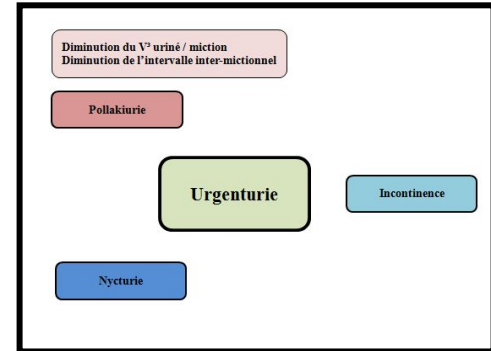 Diminution du V³ uriné / miction
Diminution de l'intervalle inter-mictionnel
Pollakiurie
Urgenturie
Incontinence
Nycturie